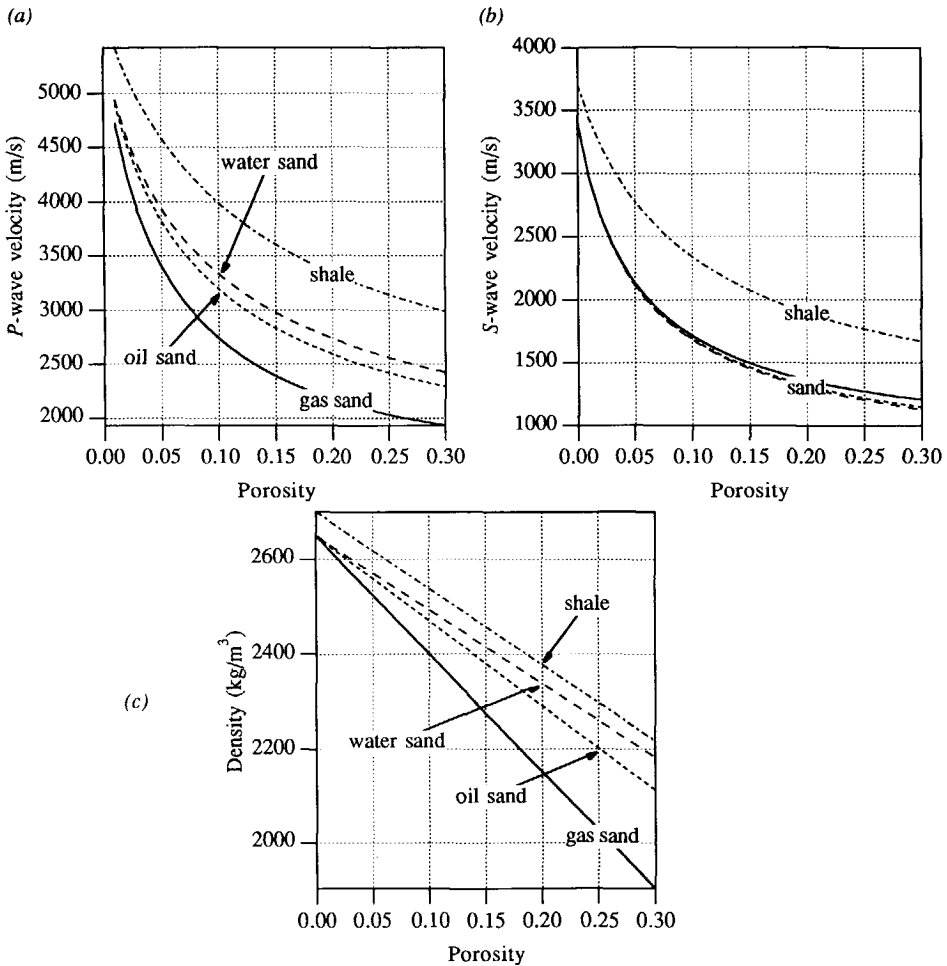 (a)
5000
4500
4000
3500
3000
2500
2000
P-wave velocity (m/s)
water sand
shale
oil sand
gas sand
0.00 0.05 0.10 0.15 0.20 0.25 0.30
Porosity
(b)
4000
3500
3000
2500
2000
1500
1000
S-wave velocity (m/s)
shale
sand
0.00 0.05 0.10 0.15 0.20 0.25 0.30
Porosity
(c)
2600
2400
2200
2000
Density (kg/m³)
shale
water sand
oil sand
gas sand
0.00 0.05 0.10 0.15 0.20 0.25 0.30
Porosity